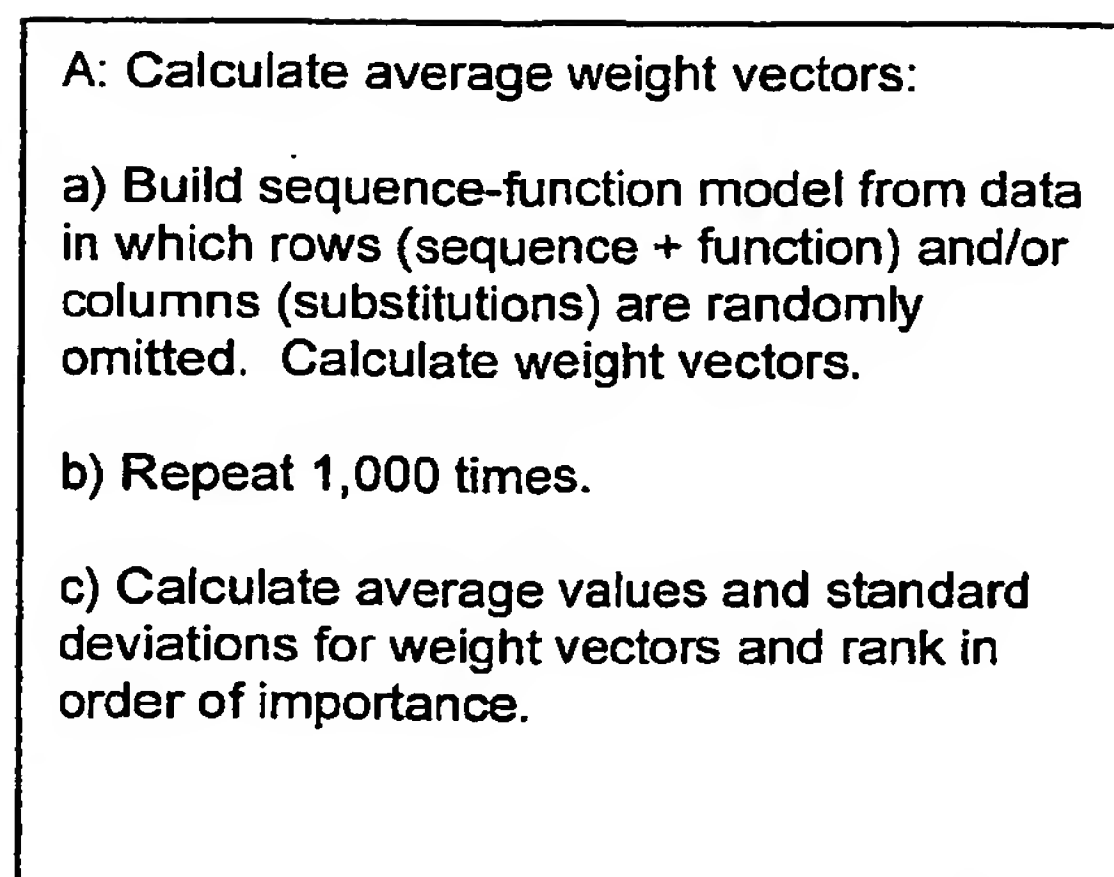 A: Calculate average weight vectors:
a) Build sequence-function model from data
in which rows (sequence + function) and/or
columns (substitutions) are randomly
omitted.  Calculate weight vectors.
b) Repeat 1,000 times.
c) Calculate average values and standard
deviations for weight vectors and rank in
order of importance.